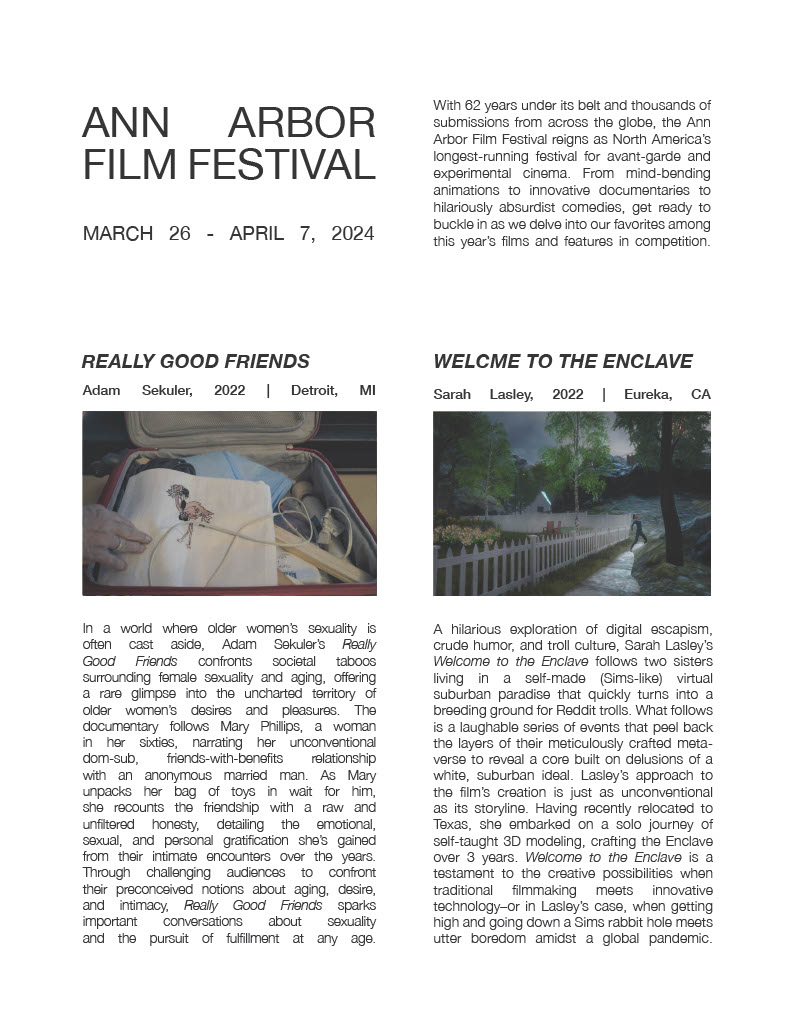 ANN ARBOR
FILM FESTIVAL
MARCH 26 - APRIL 7, 2024
With 62 years under its belt and thousands of
submissions from across the globe, the Ann
Arbor Film Festival reigns as North America's
longest-running festival for avant-garde and
experimental cinema. From mind-bending
animations to innovative documentaries to
hilariously absurdist comedies, get ready to
buckle in as we delve into our favorites among
this year's films and features in competition.
REALLY GOOD FRIENDS
Adam Sekuler, 2022 | Detroit, MI
In a world where older women's sexuality is
often cast aside, Adam Sekuler's Really
Good Friends confronts societal taboos
surrounding female sexuality and aging, offering
a rare glimpse into the uncharted territory of
older women's desires and pleasures. The
documentary follows Mary Phillips, a woman
in her sixties, narrating her unconventional
dom-sub, friends-with-benefits relationship
with an anonymous married man. As Mary
unpacks her bag of toys in wait for him,
she recounts the friendship with a raw and
unfiltered honesty, detailing the emotional,
sexual, and personal gratification she's gained
from their intimate encounters over the years.
Through challenging audiences to confront
their preconceived notions about aging, desire,
and intimacy, Really Good Friends sparks
important conversations about sexuality
and the pursuit of fulfillment at any age.
WELCME TO THE ENCLAVE
Sarah Lasley, 2022 | Eureka, CA
A hilarious exploration of digital escapism,
crude humor, and troll culture, Sarah Lasley's
Welcome to the Enclave follows two sisters
living in a self-made (Sims-like) virtual
suburban paradise that quickly turns into a
breeding ground for Reddit trolls. What follows
is a laughable series of events that peel back
the layers of their meticulously crafted meta-
verse to reveal a core built on delusions of a
white, suburban ideal. Lasley's approach to
the film's creation is just as unconventional
as its storyline. Having recently relocated to
Texas, she embarked on a solo journey of
self-taught 3D modeling, crafting the Enclave
over 3 years. Welcome to the Enclave is a
testament to the creative possibilities when
traditional filmmaking meets innovative
technology–or in Lasley's case, when getting
high and going down a Sims rabbit hole meets
utter boredom amidst a global pandemic.